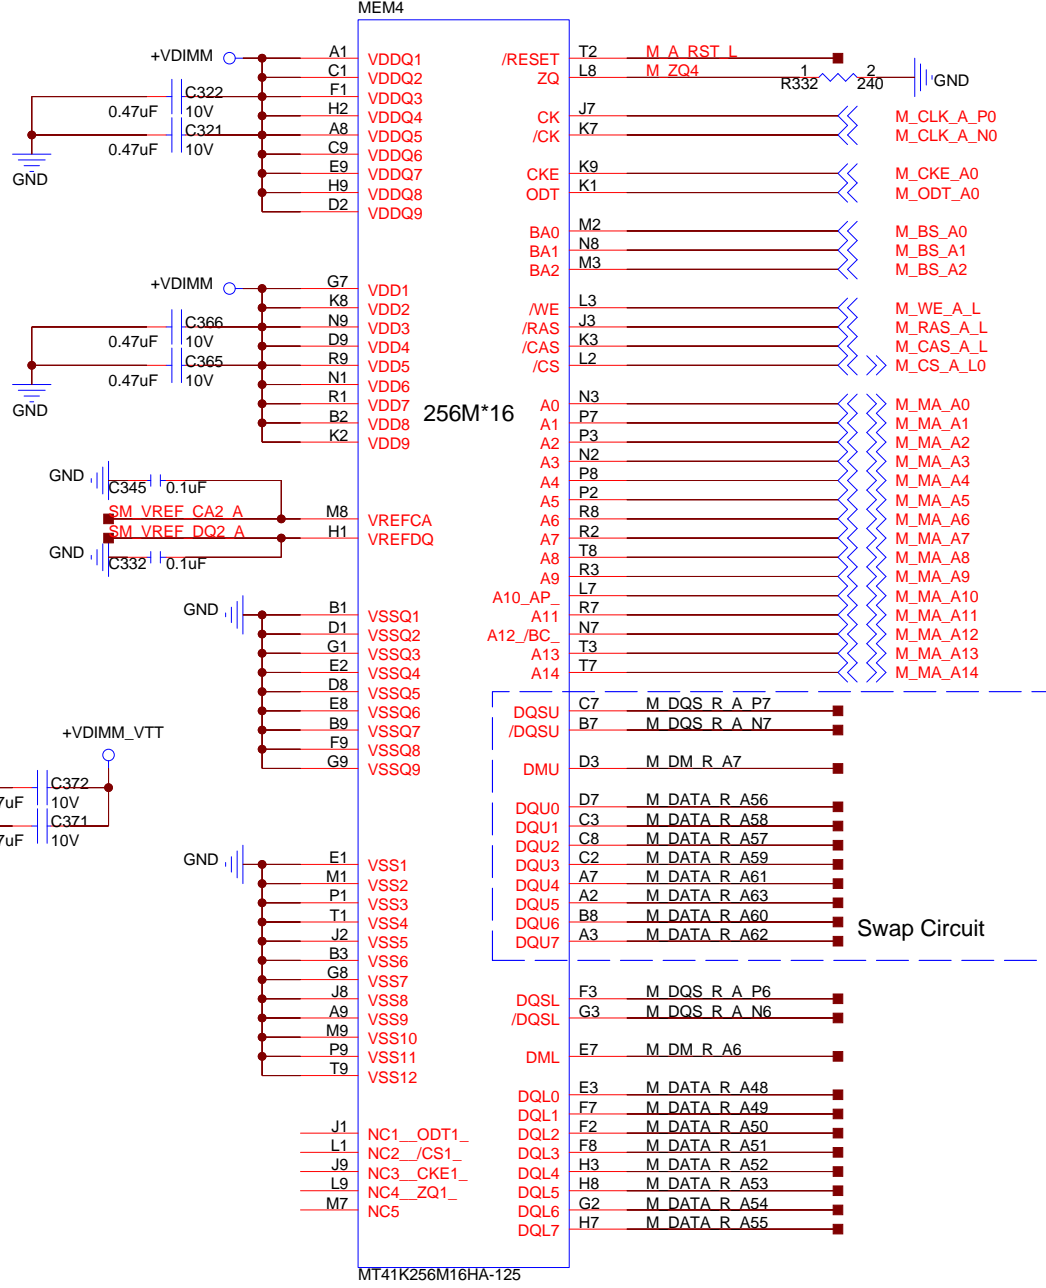 MEM4
+VDIMM
A1 VDDQ1
C1 VDDQ2
F1 VDDQ3
H2 VDDQ4
A8 VDDQ5
C9 VDDQ6
E9 VDDQ7
H9 VDDQ8
D2 VDDQ9
C322
0.47uF 10V
C321
0.47uF 10V
GND
+VDIMM
G7 VDD1
K8 VDD2
N9 VDD3
D9 VDD4
R9 VDD5
N1 VDD6
R1 VDD7
B2 VDD8
K2 VDD9
C366
0.47uF 10V
C365
0.47uF 10V
GND
256M*16
GND
C345 0.1uF
SM_VREF_CA2_A
M8 VREFCA
SM_VREF_DQ2_A
H1 VREFDQ
GND
C332 0.1uF
GND
B1 VSSQ1
D1 VSSQ2
G1 VSSQ3
E2 VSSQ4
D8 VSSQ5
E8 VSSQ6
B9 VSSQ7
F9 VSSQ8
G9 VSSQ9
+VDIMM_VTT
C372
7uF 10V
C371
7uF 10V
GND
E1 VSS1
M1 VSS2
P1 VSS3
T1 VSS4
J2 VSS5
B3 VSS6
G8 VSS7
J8 VSS8
A9 VSS9
M9 VSS10
P9 VSS11
T9 VSS12
J1 NC1__ODT1_
L1 NC2__/CS1_
J9 NC3__CKE1_
L9 NC4__ZQ1_
M7 NC5
/RESET T2 M_A_RST_L
ZQ L8 M_ZQ4
1 2
R332 240
GND
CK J7 M_CLK_A_P0
/CK K7 M_CLK_A_N0
CKE K9 M_CKE_A0
ODT K1 M_ODT_A0
BA0 M2 M_BS_A0
BA1 N8 M_BS_A1
BA2 M3 M_BS_A2
/WE L3 M_WE_A_L
/RAS J3 M_RAS_A_L
/CAS K3 M_CAS_A_L
/CS L2 M_CS_A_L0
A0 N3 M_MA_A0
A1 P7 M_MA_A1
A2 P3 M_MA_A2
A3 N2 M_MA_A3
A4 P8 M_MA_A4
A5 P2 M_MA_A5
A6 R8 M_MA_A6
A7 R2 M_MA_A7
A8 T8 M_MA_A8
A9 R3 M_MA_A9
A10_AP_ L7 M_MA_A10
A11 R7 M_MA_A11
A12_/BC_ N7 M_MA_A12
A13 T3 M_MA_A13
A14 T7 M_MA_A14
DQSU C7 M_DQS_R_A_P7
/DQSU B7 M_DQS_R_A_N7
DMU D3 M_DM_R_A7
DQU0 D7 M_DATA_R_A56
DQU1 C3 M_DATA_R_A58
DQU2 C8 M_DATA_R_A57
DQU3 C2 M_DATA_R_A59
DQU4 A7 M_DATA_R_A61
DQU5 A2 M_DATA_R_A63
DQU6 B8 M_DATA_R_A60
DQU7 A3 M_DATA_R_A62
Swap Circuit
DQSL F3 M_DQS_R_A_P6
/DQSL G3 M_DQS_R_A_N6
DML E7 M_DM_R_A6
DQL0 E3 M_DATA_R_A48
DQL1 F7 M_DATA_R_A49
DQL2 F2 M_DATA_R_A50
DQL3 F8 M_DATA_R_A51
DQL4 H3 M_DATA_R_A52
DQL5 H8 M_DATA_R_A53
DQL6 G2 M_DATA_R_A54
DQL7 H7 M_DATA_R_A55
MT41K256M16HA-125